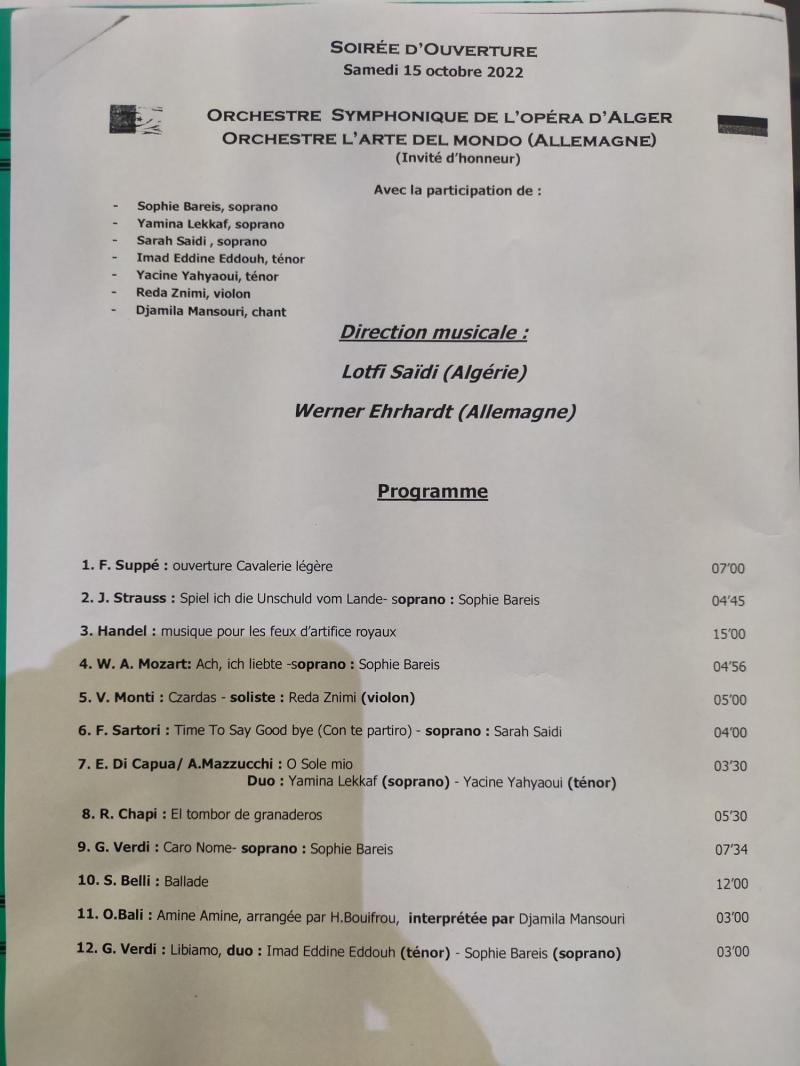 SOIRÉE D'OUVERTURE
Samedi 15 octobre 2022
ORCHESTRE SYMPHONIQUE DE L'OPÉRA D'ALGER
ORCHESTRE L'ARTE DEL MONDO (ALLEMAGNE)
(Invité d'honneur)
Avec la participation de :
- Sophie Bareis, soprano
- Yamina Lekkaf, soprano
- Sarah Saidi , soprano
- Imad Eddine Eddouh, ténor
- Yacine Yahyaoui, ténor
- Reda Znimi, violon
- Djamila Mansouri, chant
Direction musicale :
Lotfi Saïdi (Algérie)
Werner Ehrhardt (Allemagne)
Programme
1. F. Suppé : ouverture Cavalerie légère 07'00
2. J. Strauss : Spiel ich die Unschuld vom Lande- soprano : Sophie Bareis 04'45
3. Handel : musique pour les feux d'artifice royaux 15'00
4. W. A. Mozart: Ach, ich liebte -soprano : Sophie Bareis 04'56
5. V. Monti : Czardas - soliste : Reda Znimi (violon) 05'00
6. F. Sartori : Time To Say Good bye (Con te partiro) - soprano : Sarah Saidi 04'00
7. E. Di Capua/ A.Mazzucchi : O Sole mio 03'30
Duo : Yamina Lekkaf (soprano) - Yacine Yahyaoui (ténor)
8. R. Chapi : El tombor de granaderos 05'30
9. G. Verdi : Caro Nome- soprano : Sophie Bareis 07'34
10. S. Belli : Ballade 12'00
11. O.Bali : Amine Amine, arrangée par H.Bouifrou, interprétée par Djamila Mansouri 03'00
12. G. Verdi : Libiamo, duo : Imad Eddine Eddouh (ténor) - Sophie Bareis (soprano) 03'00